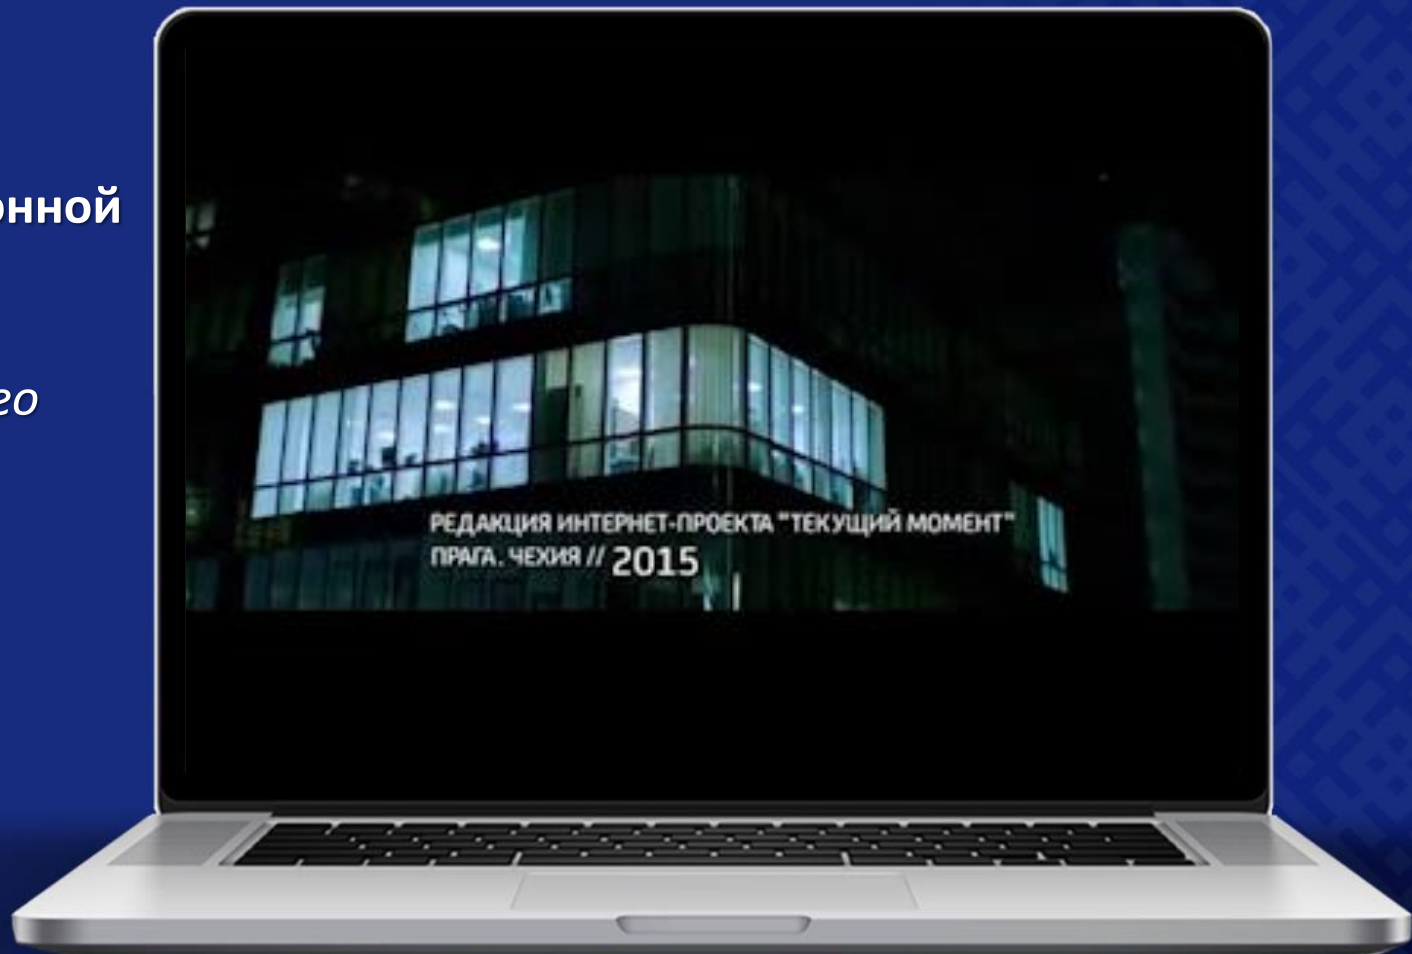 онной
го
РЕДАКЦИЯ ИНТЕРНЕТ-ПРОЕКТА "ТЕКУЩИЙ МОМЕНТ"
ПРАГА. ЧЕХИЯ // 2015